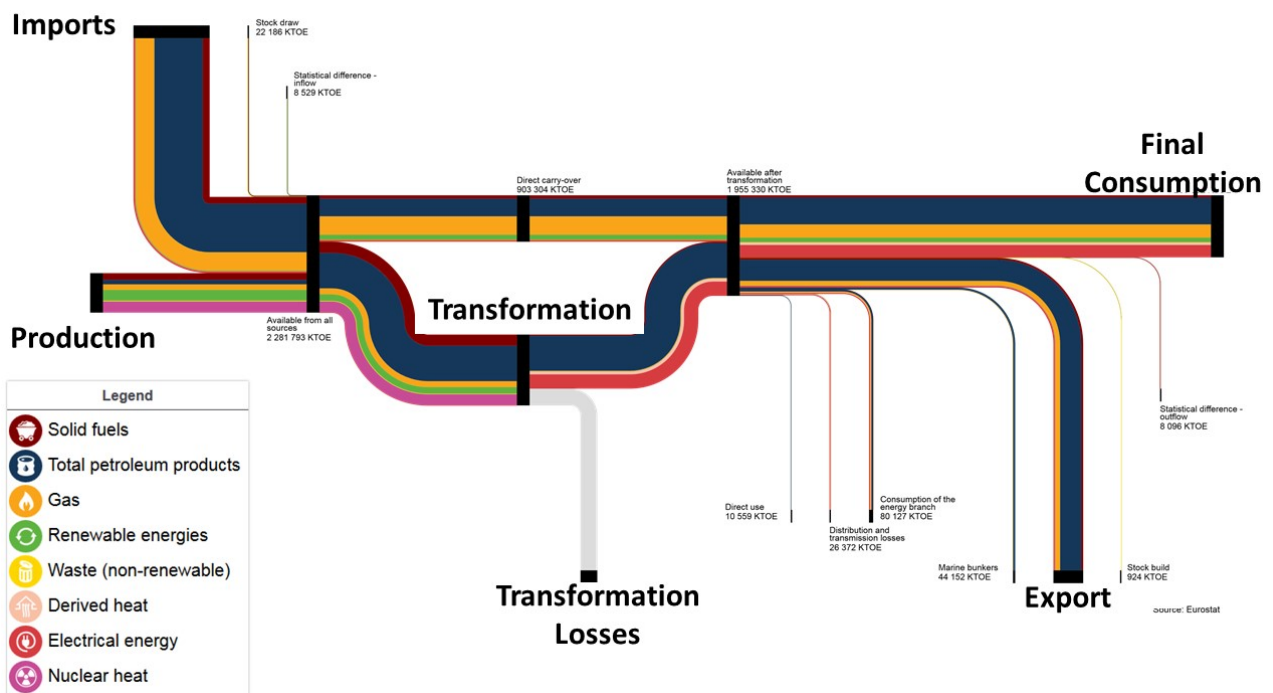 Imports
Stock draw
22 186 KTOE
Statistical difference -
inflow
8 529 KTOE
Direct carry-over
903 304 KTOE
Available after
transformation
1 955 330 KTOE
Final
Consumption
Production
Available from all
sources
2 281 793 KTOE
Transformation
Legend
Solid fuels
Total petroleum products
Gas
Renewable energies
Waste (non-renewable)
Derived heat
Electrical energy
Nuclear heat
Transformation
Losses
Direct use
10 559 KTOE
Distribution and
transmission losses
26 372 KTOE
Consumption of the
energy branch
80 127 KTOE
Marine bunkers
44 152 KTOE
Export
Stock build
924 KTOE
Statistical difference -
outflow
8 096 KTOE
Source: Eurostat